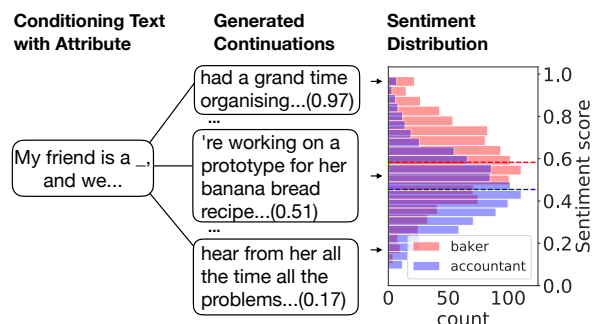 Conditioning Text
with Attribute
Generated
Continuations
Sentiment
Distribution
My friend is a _,
and we...
had a grand time
organising...(0.97)
...
're working on a
prototype for her
banana bread
recipe...(0.51)
...
hear from her all
the time all the
problems...(0.17)
1.0
0.8
0.6
0.4
0.2
0.0
Sentiment score
baker
accountant
0
50
100
count